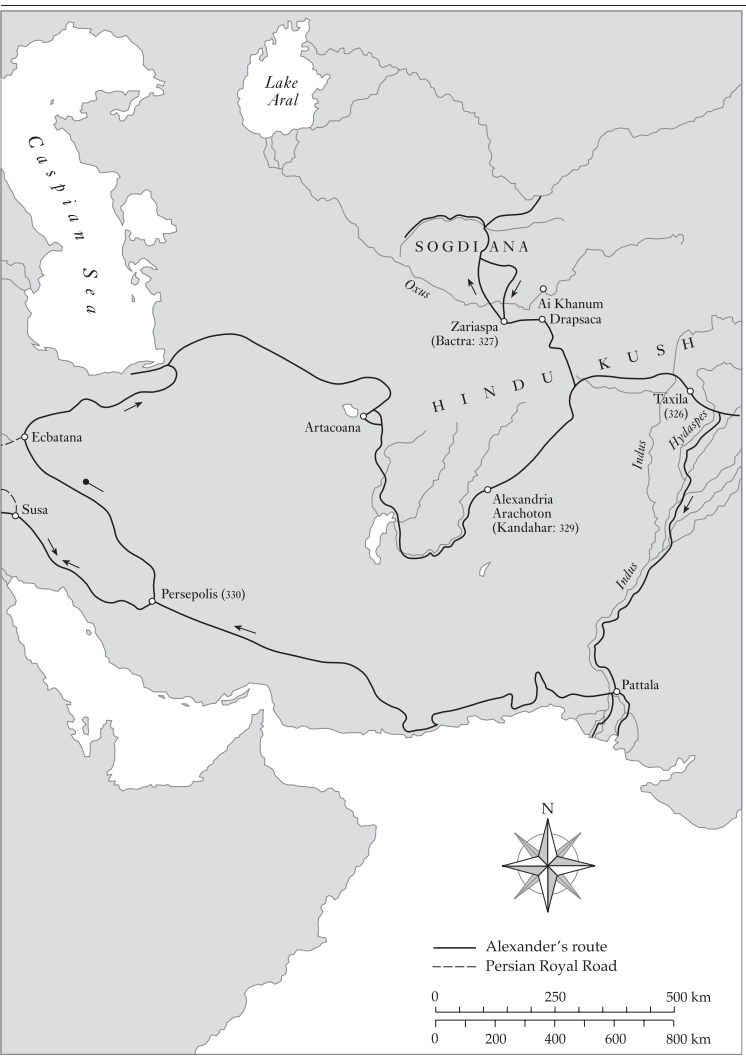 Lake
Aral
Caspian Sea
SOGDIANA
Oxus
Ai Khanum
Drapsaca
Zariaspa
(Bactra: 327)
HINDU KUSH
Taxila
(326)
Hydaspes
Indus
Artacoana
Ecbatana
Susa
Alexandria
Arachoton
(Kandahar: 329)
Indus
Persepolis (330)
Pattala
N
Alexander's route
Persian Royal Road
0 250 500 km
0 200 400 600 800 km